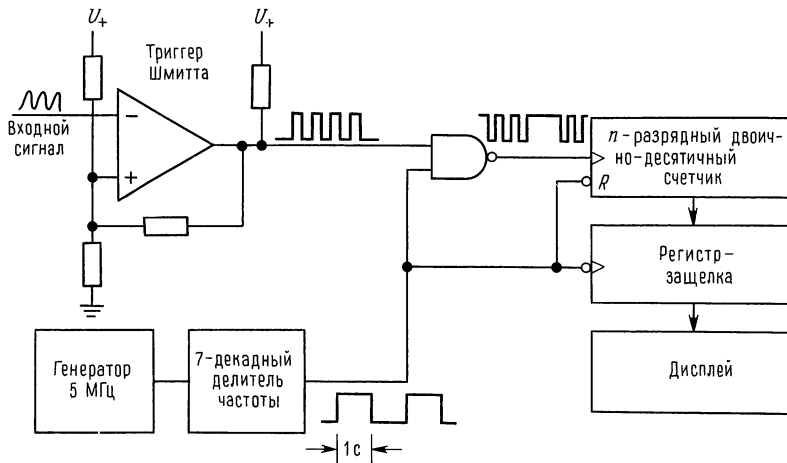 U₊
U₊
Триггер
Шмитта
Входной
сигнал
−
+
n-разрядный двоич-
но-десятичный
счетчик
R
Регистр-
защелка
Генератор
5 МГц
7-декадный
делитель
частоты
Дисплей
1с